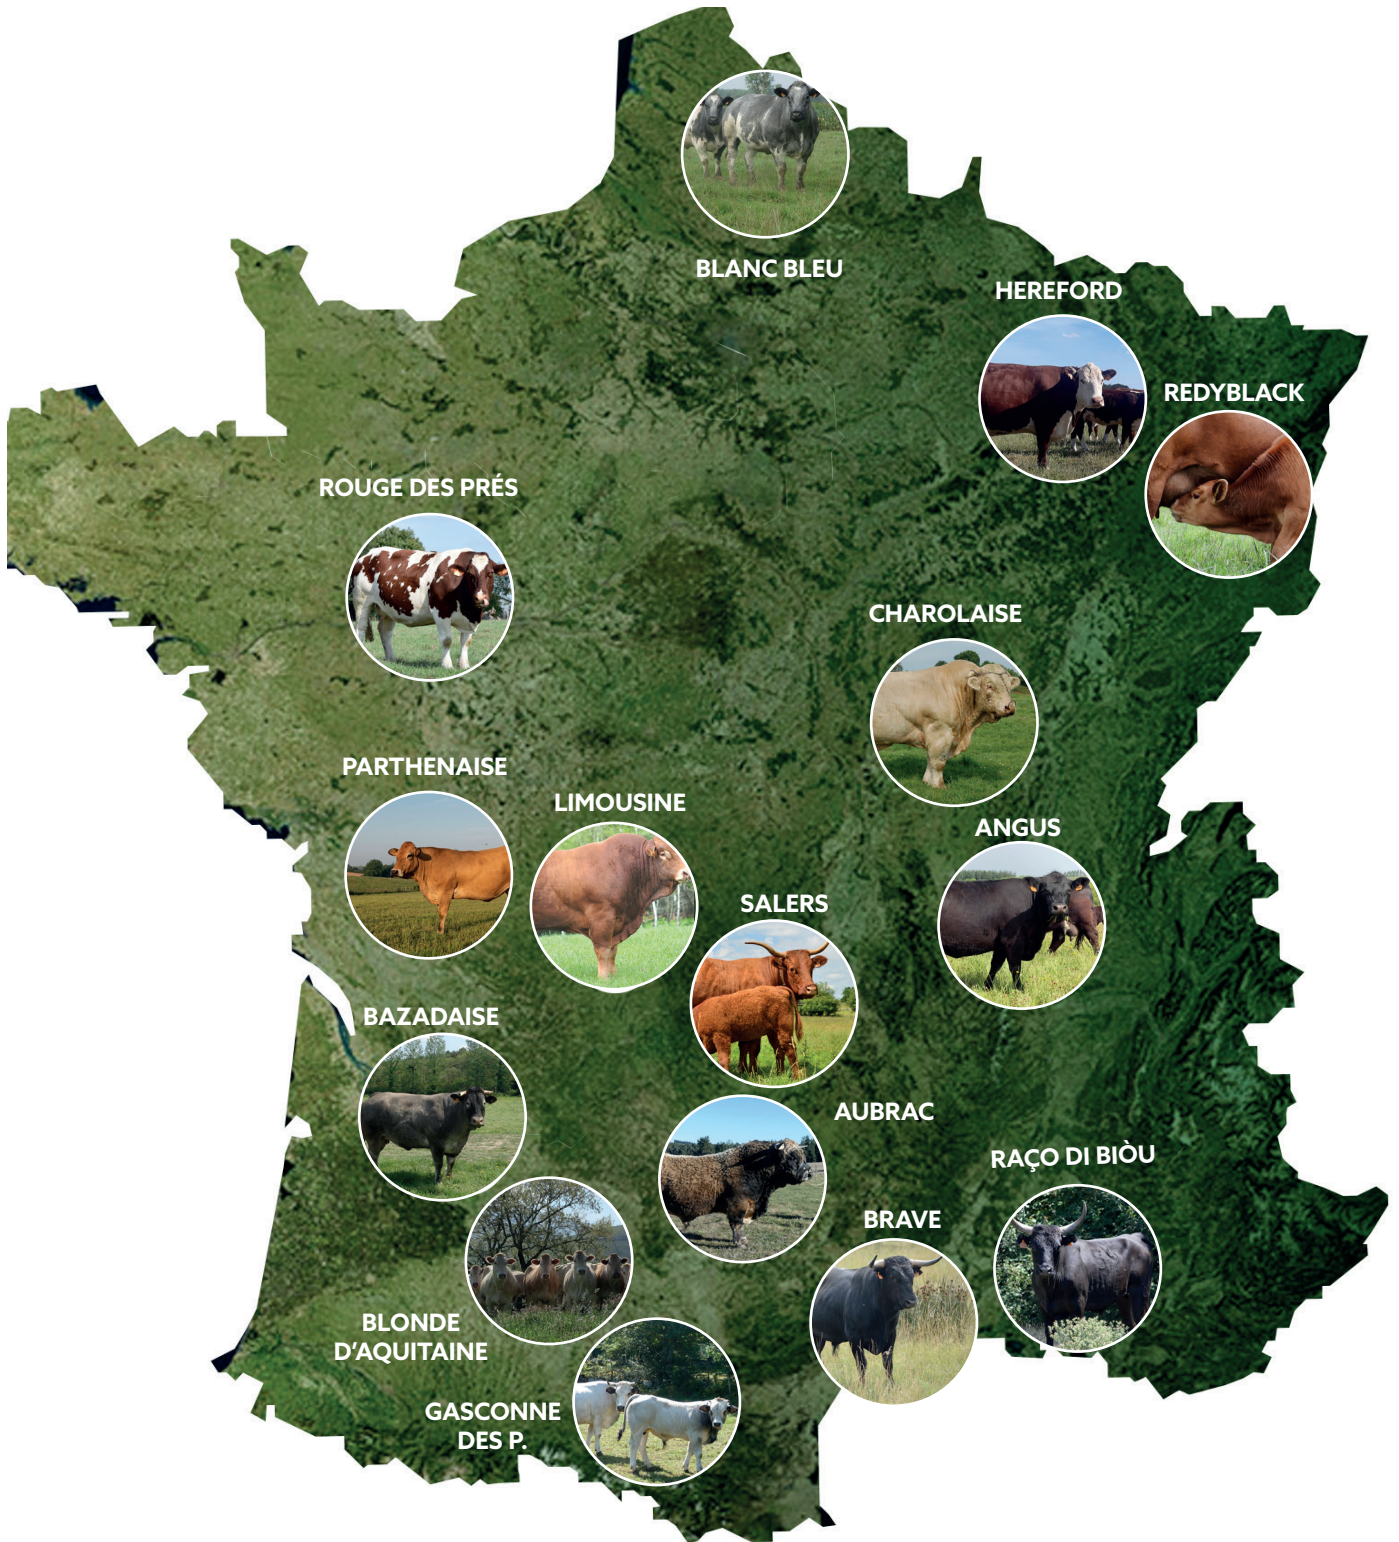 BLANC BLEU
HEREFORD
REDYBLACK
ROUGE DES PRÉS
CHAROLAISE
PARTHENAISE
LIMOUSINE
ANGUS
SALERS
BAZADAISE
AUBRAC
RAÇO DI BIÒU
BRAVE
BLONDE
D'AQUITAINE
GASCONNE
DES P.